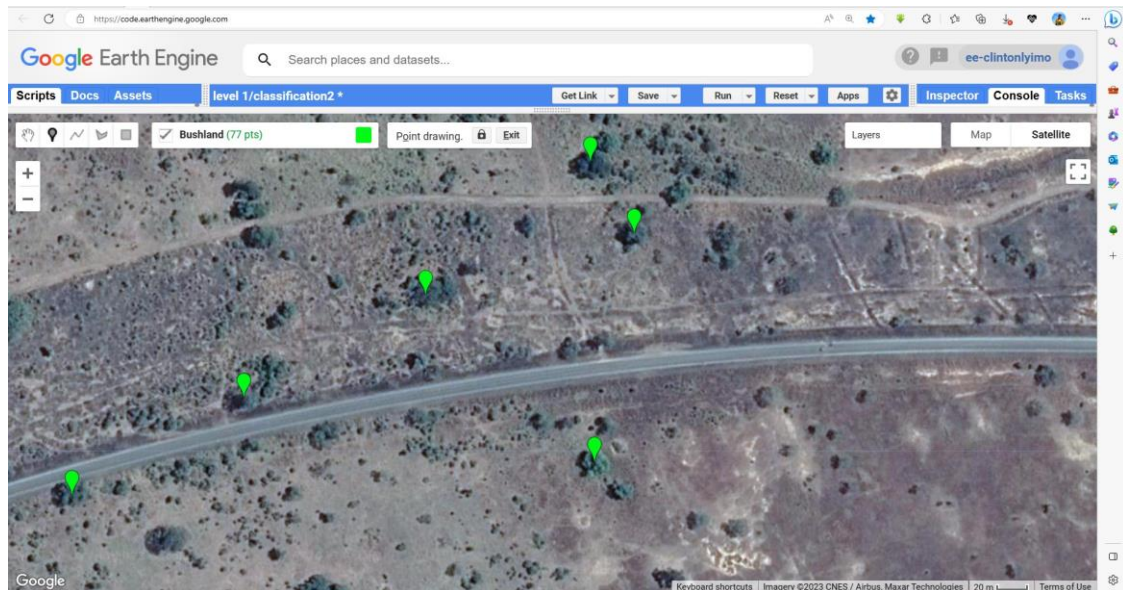 https://code.earthengine.google.com
Google Earth Engine
Search places and datasets...
ee-clintonlyimo
Scripts Docs Assets
level 1/classification2 *
Get Link Save Run Reset Apps
Inspector Console Tasks
Bushland (77 pts)
Point drawing. Exit
Layers
Map Satellite
+
−
Google
Keyboard shortcuts Imagery ©2023 CNES / Airbus, Maxar Technologies 20 m Terms of Use